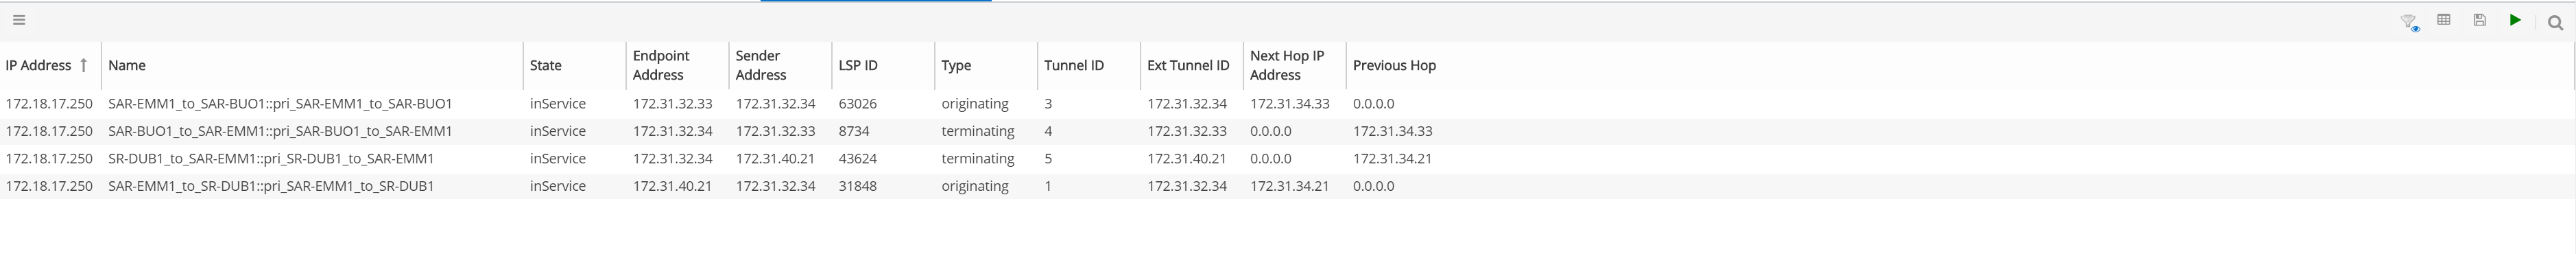 IP Address ↑ Name State Endpoint Address Sender Address LSP ID Type Tunnel ID Ext Tunnel ID Next Hop IP Address Previous Hop
172.18.17.250 SAR-EMM1_to_SAR-BUO1::pri_SAR-EMM1_to_SAR-BUO1 inService 172.31.32.33 172.31.32.34 63026 originating 3 172.31.32.34 172.31.34.33 0.0.0.0
172.18.17.250 SAR-BUO1_to_SAR-EMM1::pri_SAR-BUO1_to_SAR-EMM1 inService 172.31.32.34 172.31.32.33 8734 terminating 4 172.31.32.33 0.0.0.0 172.31.34.33
172.18.17.250 SR-DUB1_to_SAR-EMM1::pri_SR-DUB1_to_SAR-EMM1 inService 172.31.32.34 172.31.40.21 43624 terminating 5 172.31.40.21 0.0.0.0 172.31.34.21
172.18.17.250 SAR-EMM1_to_SR-DUB1::pri_SAR-EMM1_to_SR-DUB1 inService 172.31.40.21 172.31.32.34 31848 originating 1 172.31.32.34 172.31.34.21 0.0.0.0